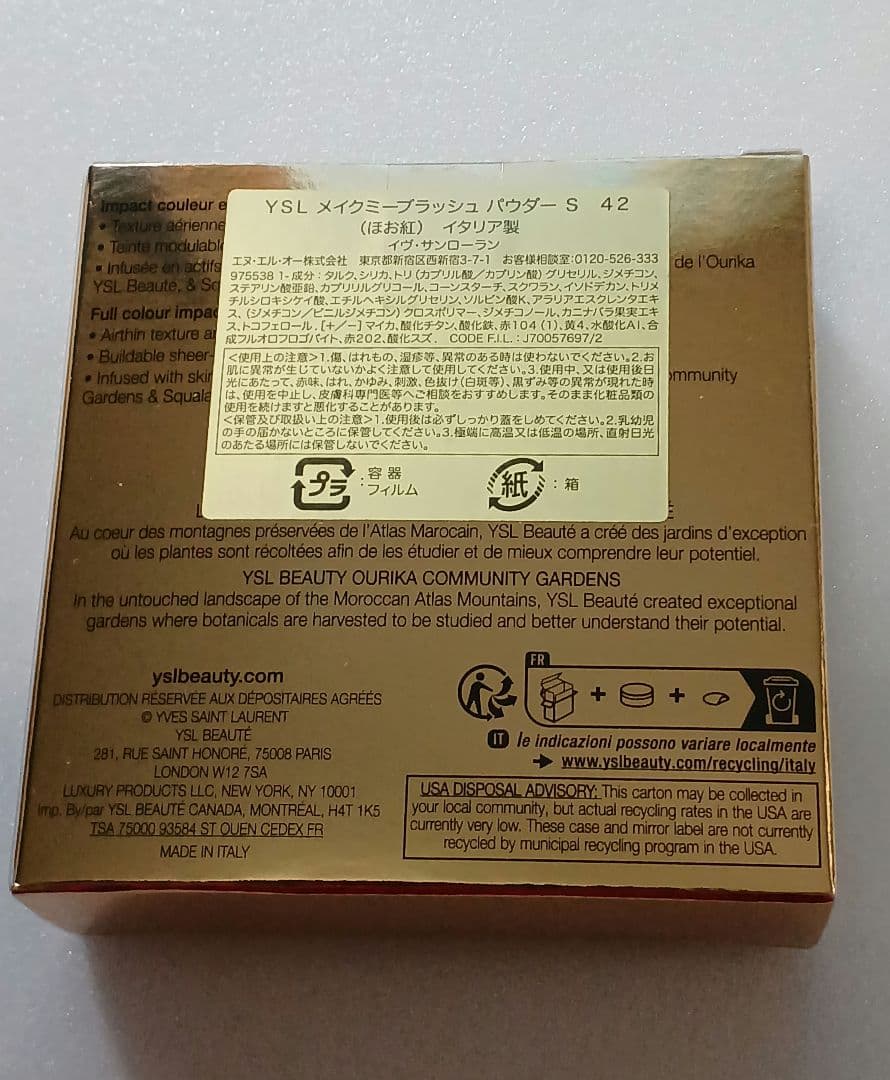 Impact couleur e
• Texture aérienne
• Teinte modulable
• Infusée en actifs
de l'Ourika
YSL Beauté, & Sq
Full colour impac
• Airthin texture a
• Buildable sheer-
• Infused with skin
ommunity
Gardens & Squala
YSL メイクミーブラッシュ パウダー S 42
（ほお紅） イタリア製
イヴ・サンローラン
エヌ・エル・オー株式会社 東京都新宿区西新宿3-7-1 お客様相談室:0120-526-333
975538 1- 成分：タルク、シリカ、トリ（カプリル酸／カプリン酸）グリセリル、ジメチコン、
ステアリン酸亜鉛、カプリリルグリコール、コーンスターチ、スクワラン、イソドデカン、トリメ
チルシロキシケイ酸、エチルヘキシルグリセリン、ソルビン酸K、アラリアエスクレンタエキ
ス、（ジメチコン／ビニルジメチコン）クロスポリマー、ジメチコノール、カニナバラ果実エキ
ス、トコフェロール．[＋／－]マイカ、酸化チタン、酸化鉄、赤104（1）、黄4、水酸化Al、合
成フルオロフロゴパイト、赤202、酸化スズ． CODE F.I.L. : J70057697/2
＜使用上の注意＞1.傷、はれもの、湿疹等、異常のある時は使わないでください。2.お
肌に異常が生じていないかよく注意して使用してください。3.使用中、又は使用後日
光にあたって、赤味、はれ、かゆみ、刺激、色抜け（白斑等）、黒ずみ等の異常が現れた時
は、使用を中止し、皮膚科専門医等へご相談をおすすめします。そのまま化粧品類の
使用を続けますと悪化することがあります。
＜保管及び取扱い上の注意＞1.使用後は必ずしっかり蓋をしめてください。2.乳幼児
の手の届かないところに保管してください。3.極端に高温又は低温の場所、直射日光
のあたる場所には保管しないでください。
プラ : 容器 フィルム
紙 : 箱
Au coeur des montagnes préservées de l'Atlas Marocain, YSL Beauté a créé des jardins d'exception
où les plantes sont récoltées afin de les étudier et de mieux comprendre leur potentiel.
YSL BEAUTY OURIKA COMMUNITY GARDENS
In the untouched landscape of the Moroccan Atlas Mountains, YSL Beauté created exceptional
gardens where botanicals are harvested to be studied and better understand their potential.
yslbeauty.com
DISTRIBUTION RÉSERVÉE AUX DÉPOSITAIRES AGRÉÉS
© YVES SAINT LAURENT
YSL BEAUTÉ
281, RUE SAINT HONORÉ, 75008 PARIS
LONDON W12 7SA
LUXURY PRODUCTS LLC, NEW YORK, NY 10001
Imp. By/par YSL BEAUTÉ CANADA, MONTRÉAL, H4T 1K5
TSA 75000 93584 ST OUEN CEDEX FR
MADE IN ITALY
FR
+ +
IT le indicazioni possono variare localmente
www.yslbeauty.com/recycling/italy
USA DISPOSAL ADVISORY: This carton may be collected in
your local community, but actual recycling rates in the USA are
currently very low. These case and mirror label are not currently
recycled by municipal recycling program in the USA.